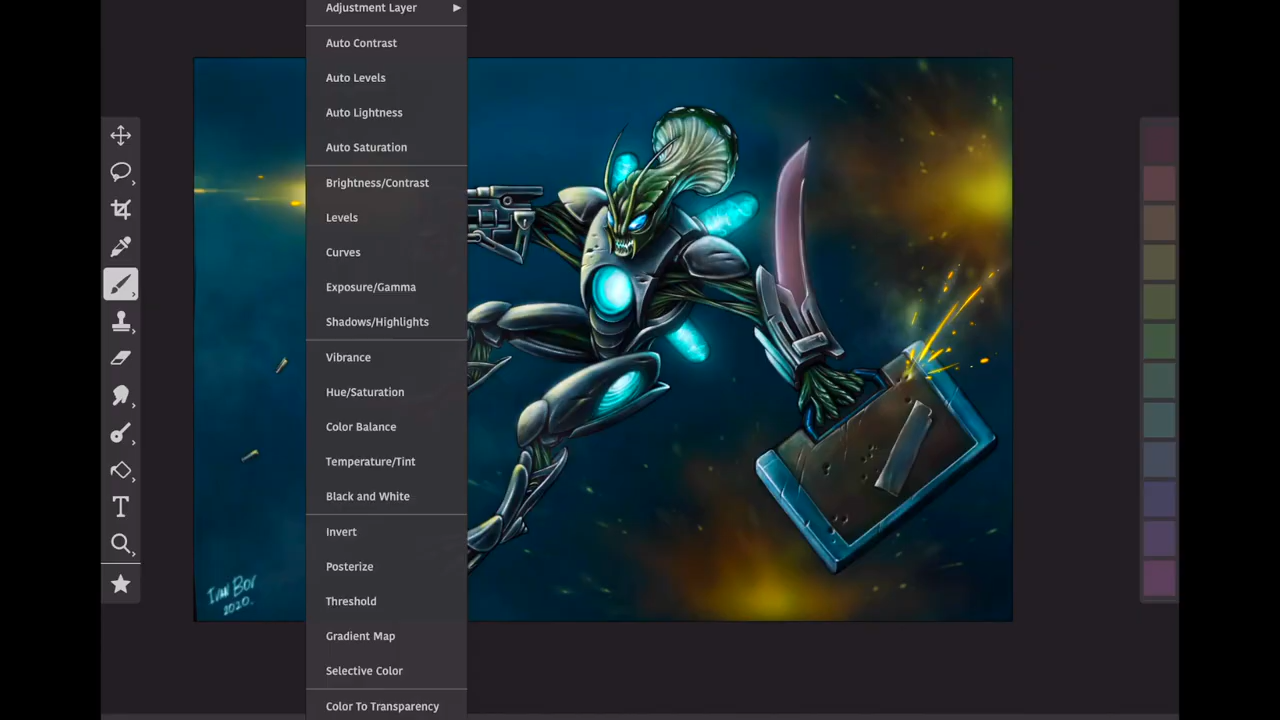 Adjustment Layer
Auto Contrast
Auto Levels
Auto Lightness
Auto Saturation
Brightness/Contrast
Levels
Curves
Exposure/Gamma
Shadows/Highlights
Vibrance
Hue/Saturation
Color Balance
Temperature/Tint
Black and White
Invert
Posterize
Threshold
Gradient Map
Selective Color
Color To Transparency
T
Ivan Bor
2020.